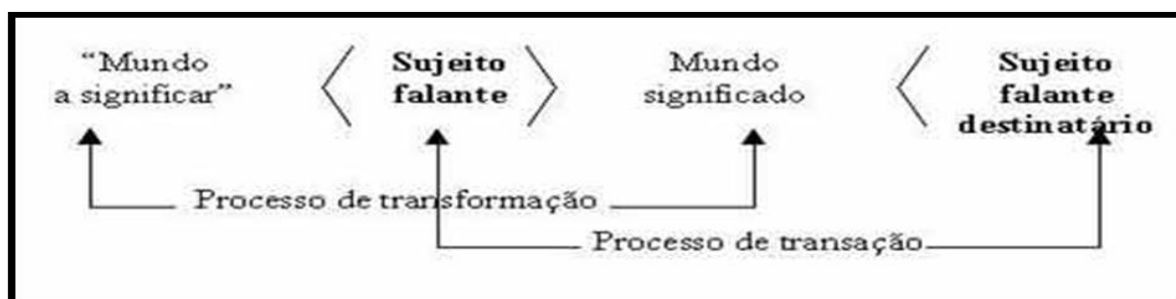 “Mundo
a significar”
Sujeito
falante
Mundo
significado
Sujeito
falante
destinatário
Processo de transformação
Processo de transação